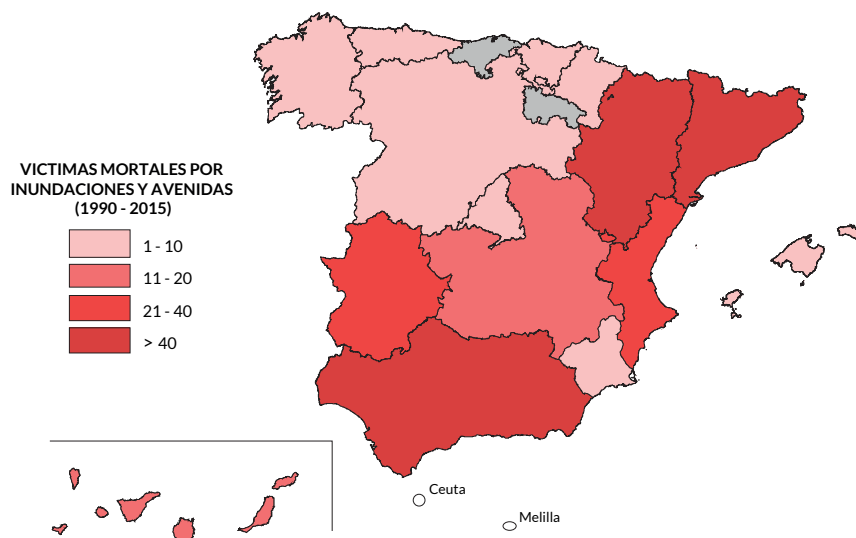 VICTIMAS MORTALES POR
INUNDACIONES Y AVENIDAS
(1990 - 2015)
1 - 10
11 - 20
21 - 40
> 40
Ceuta
Melilla